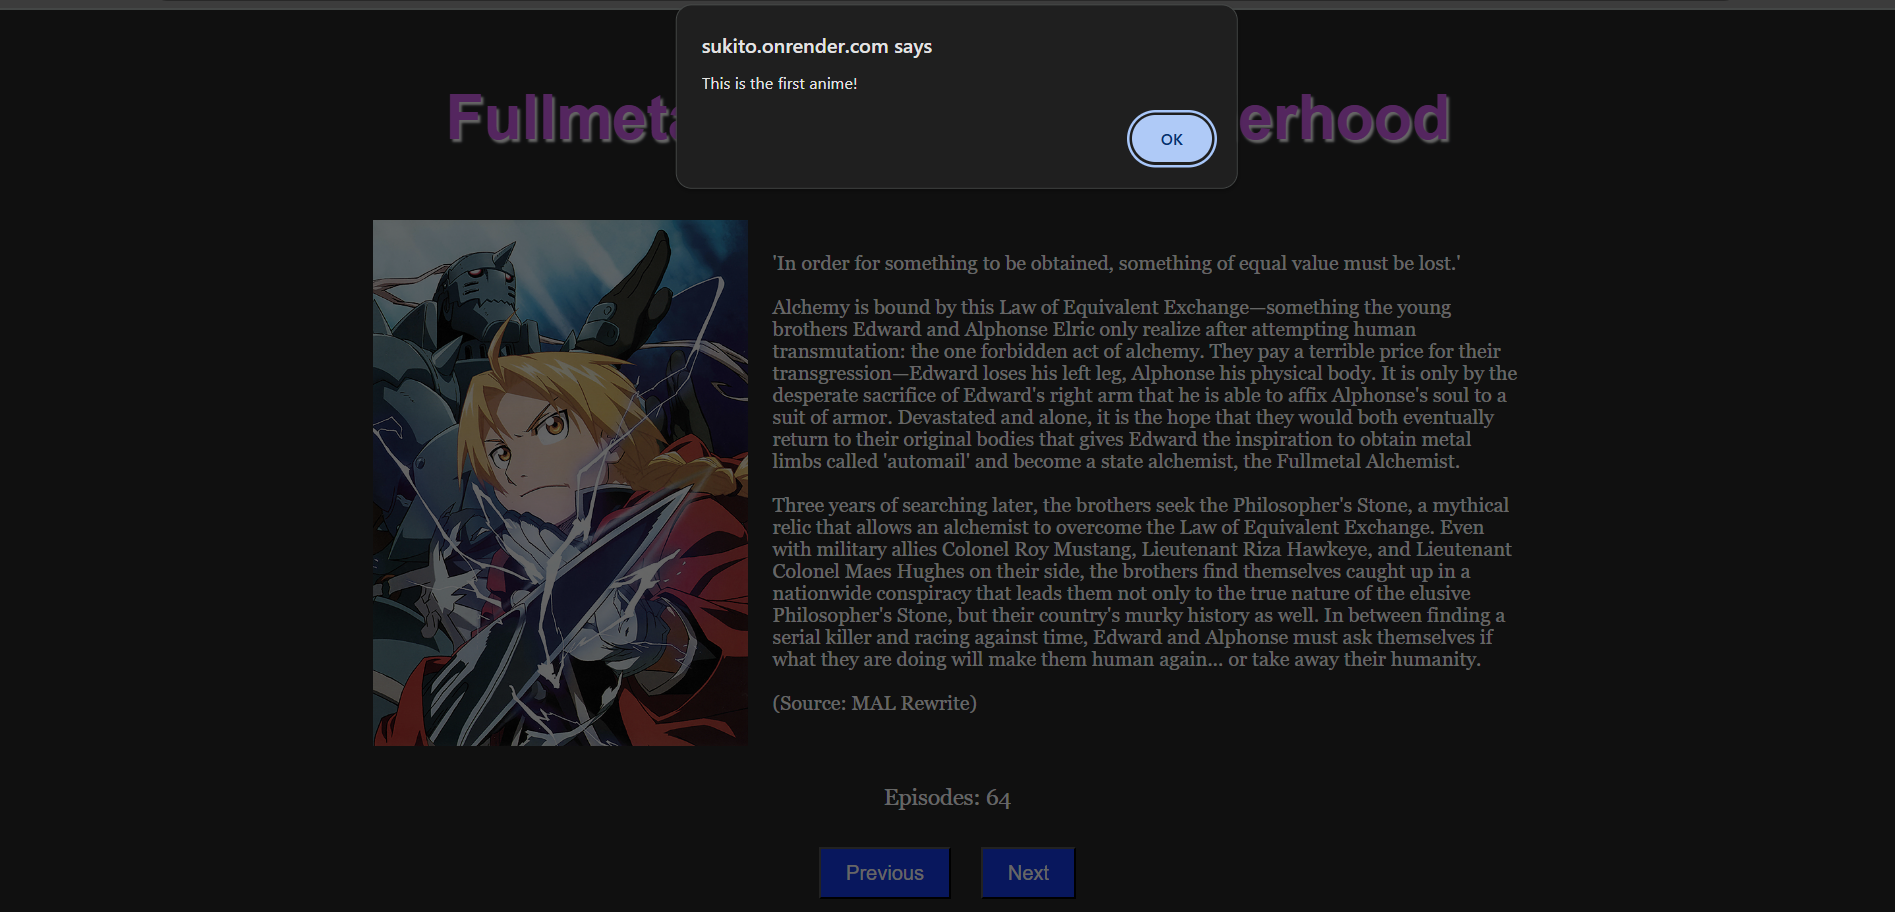 sukito.onrender.com says
This is the first anime!
OK
Fullmeta erhood
'In order for something to be obtained, something of equal value must be lost.'
Alchemy is bound by this Law of Equivalent Exchange—something the young
brothers Edward and Alphonse Elric only realize after attempting human
transmutation: the one forbidden act of alchemy. They pay a terrible price for their
transgression—Edward loses his left leg, Alphonse his physical body. It is only by the
desperate sacrifice of Edward's right arm that he is able to affix Alphonse's soul to a
suit of armor. Devastated and alone, it is the hope that they would both eventually
return to their original bodies that gives Edward the inspiration to obtain metal
limbs called 'automail' and become a state alchemist, the Fullmetal Alchemist.
Three years of searching later, the brothers seek the Philosopher's Stone, a mythical
relic that allows an alchemist to overcome the Law of Equivalent Exchange. Even
with military allies Colonel Roy Mustang, Lieutenant Riza Hawkeye, and Lieutenant
Colonel Maes Hughes on their side, the brothers find themselves caught up in a
nationwide conspiracy that leads them not only to the true nature of the elusive
Philosopher's Stone, but their country's murky history as well. In between finding a
serial killer and racing against time, Edward and Alphonse must ask themselves if
what they are doing will make them human again... or take away their humanity.
(Source: MAL Rewrite)
Episodes: 64
Previous
Next